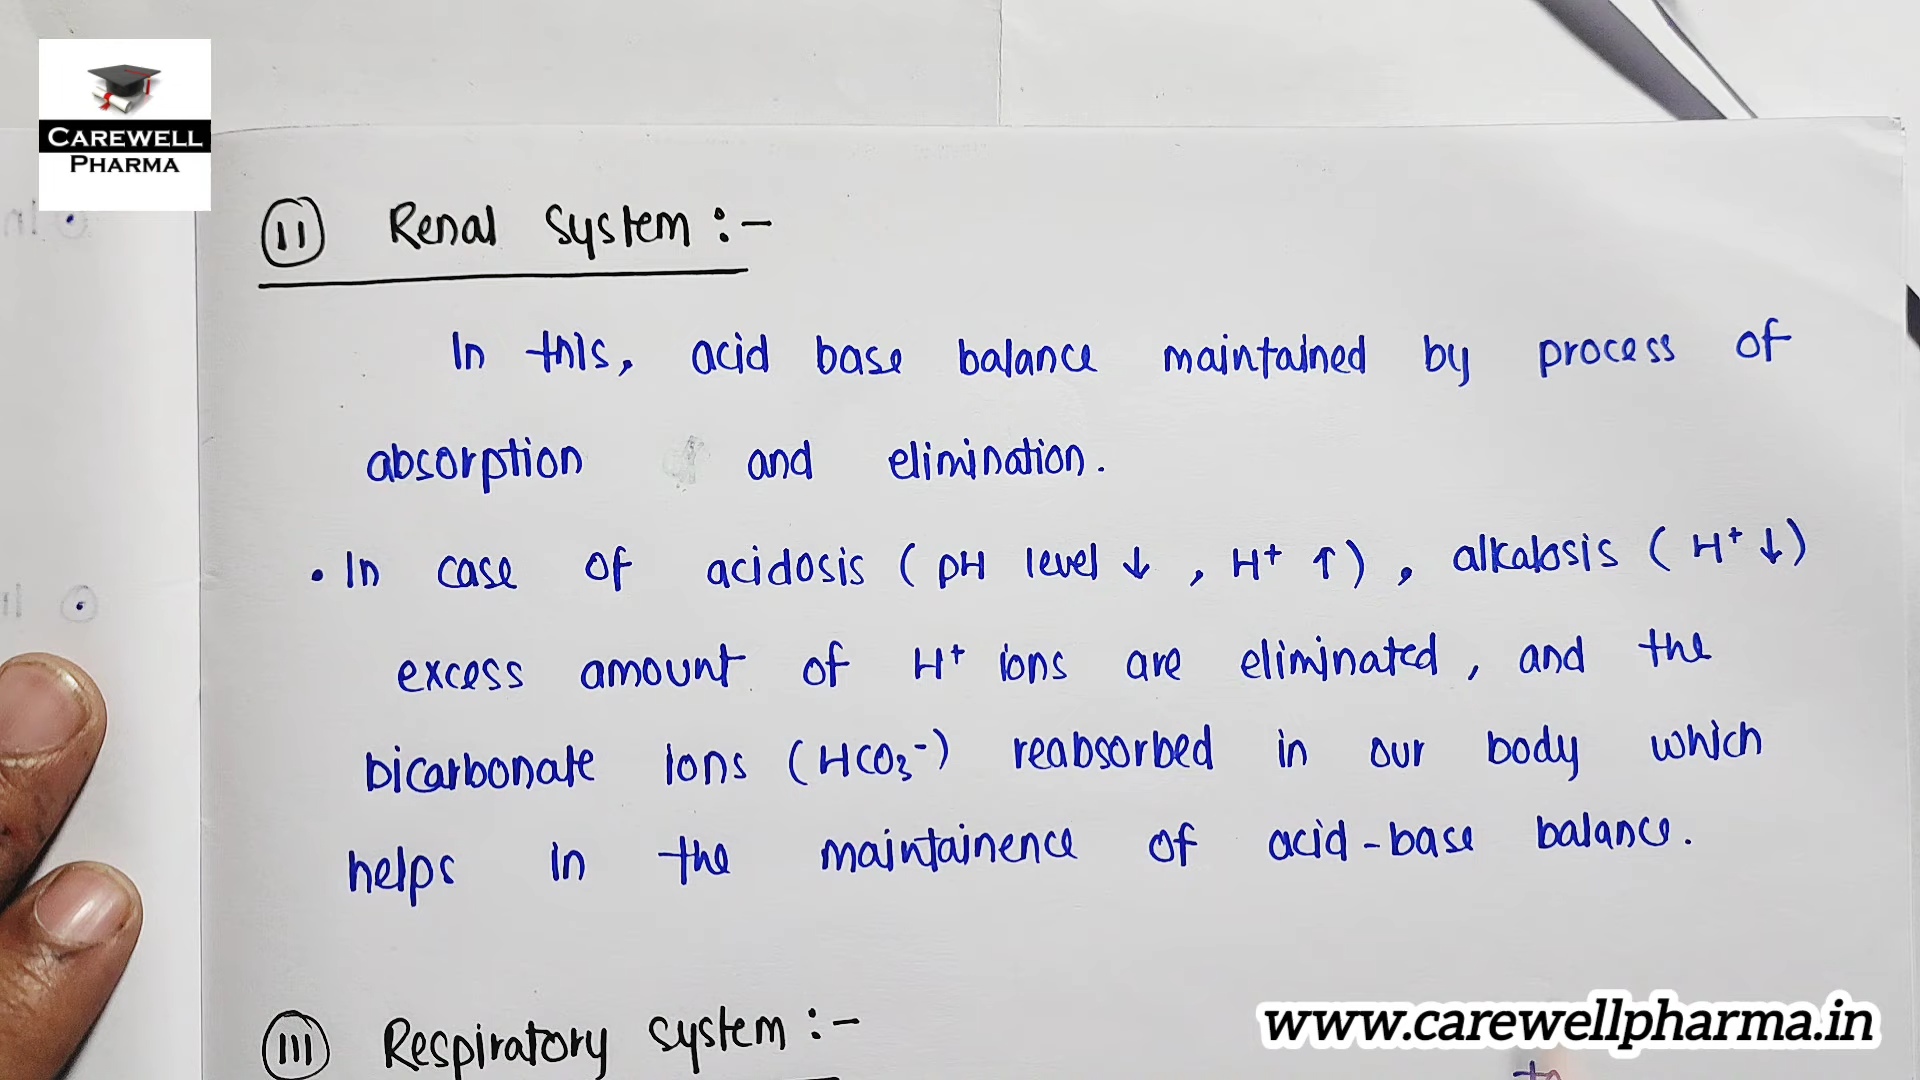 CAREWELL
PHARMA
(II) Renal system :-
In this, acid base balance maintained by process of
absorption and elimination.
• In case of acidosis ( pH level ↓ , H+ ↑ ) , alkalosis ( H+ ↓ )
excess amount of H+ ions are eliminated , and the
bicarbonate ions ( HCO3- ) reabsorbed in our body which
helps in the maintainence of acid-base balance.
(III) Respiratory system :-
www.carewellpharma.in